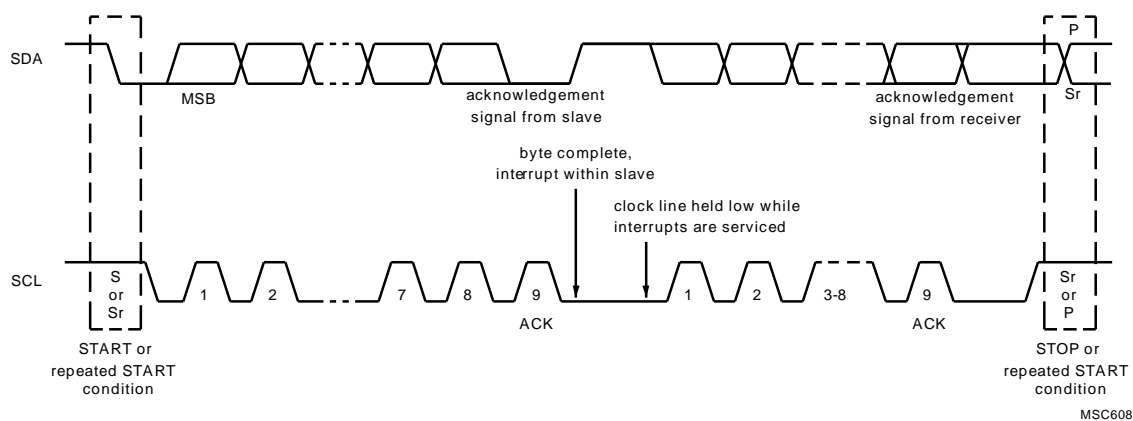 P
SDA
MSB
acknowledgement
signal from slave
acknowledgement
signal from receiver
Sr
byte complete,
interrupt within slave
clock line held low while
interrupts are serviced
SCL
S
or
Sr
1
2
7
8
9
1
2
3-8
9
Sr
or
P
ACK
ACK
START or
repeated START
condition
STOP or
repeated START
condition
MSC608